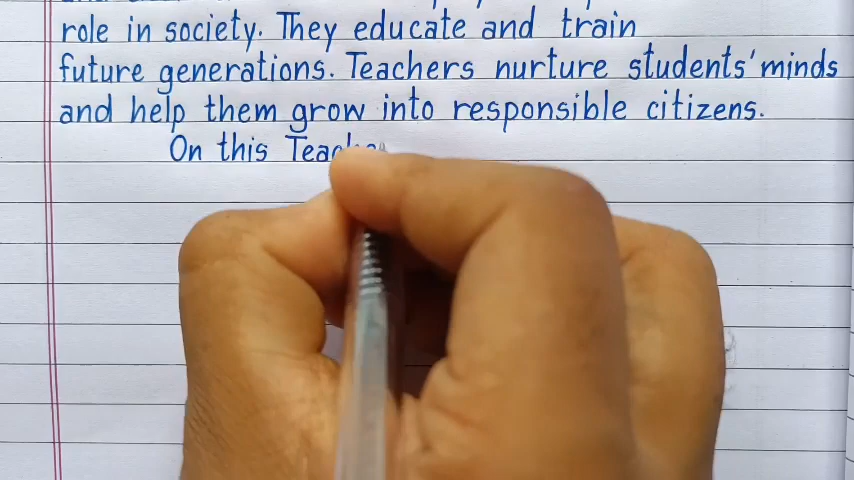 role in society. They educate and train
future generations. Teachers nurture students' minds
and help them grow into responsible citizens.
On this